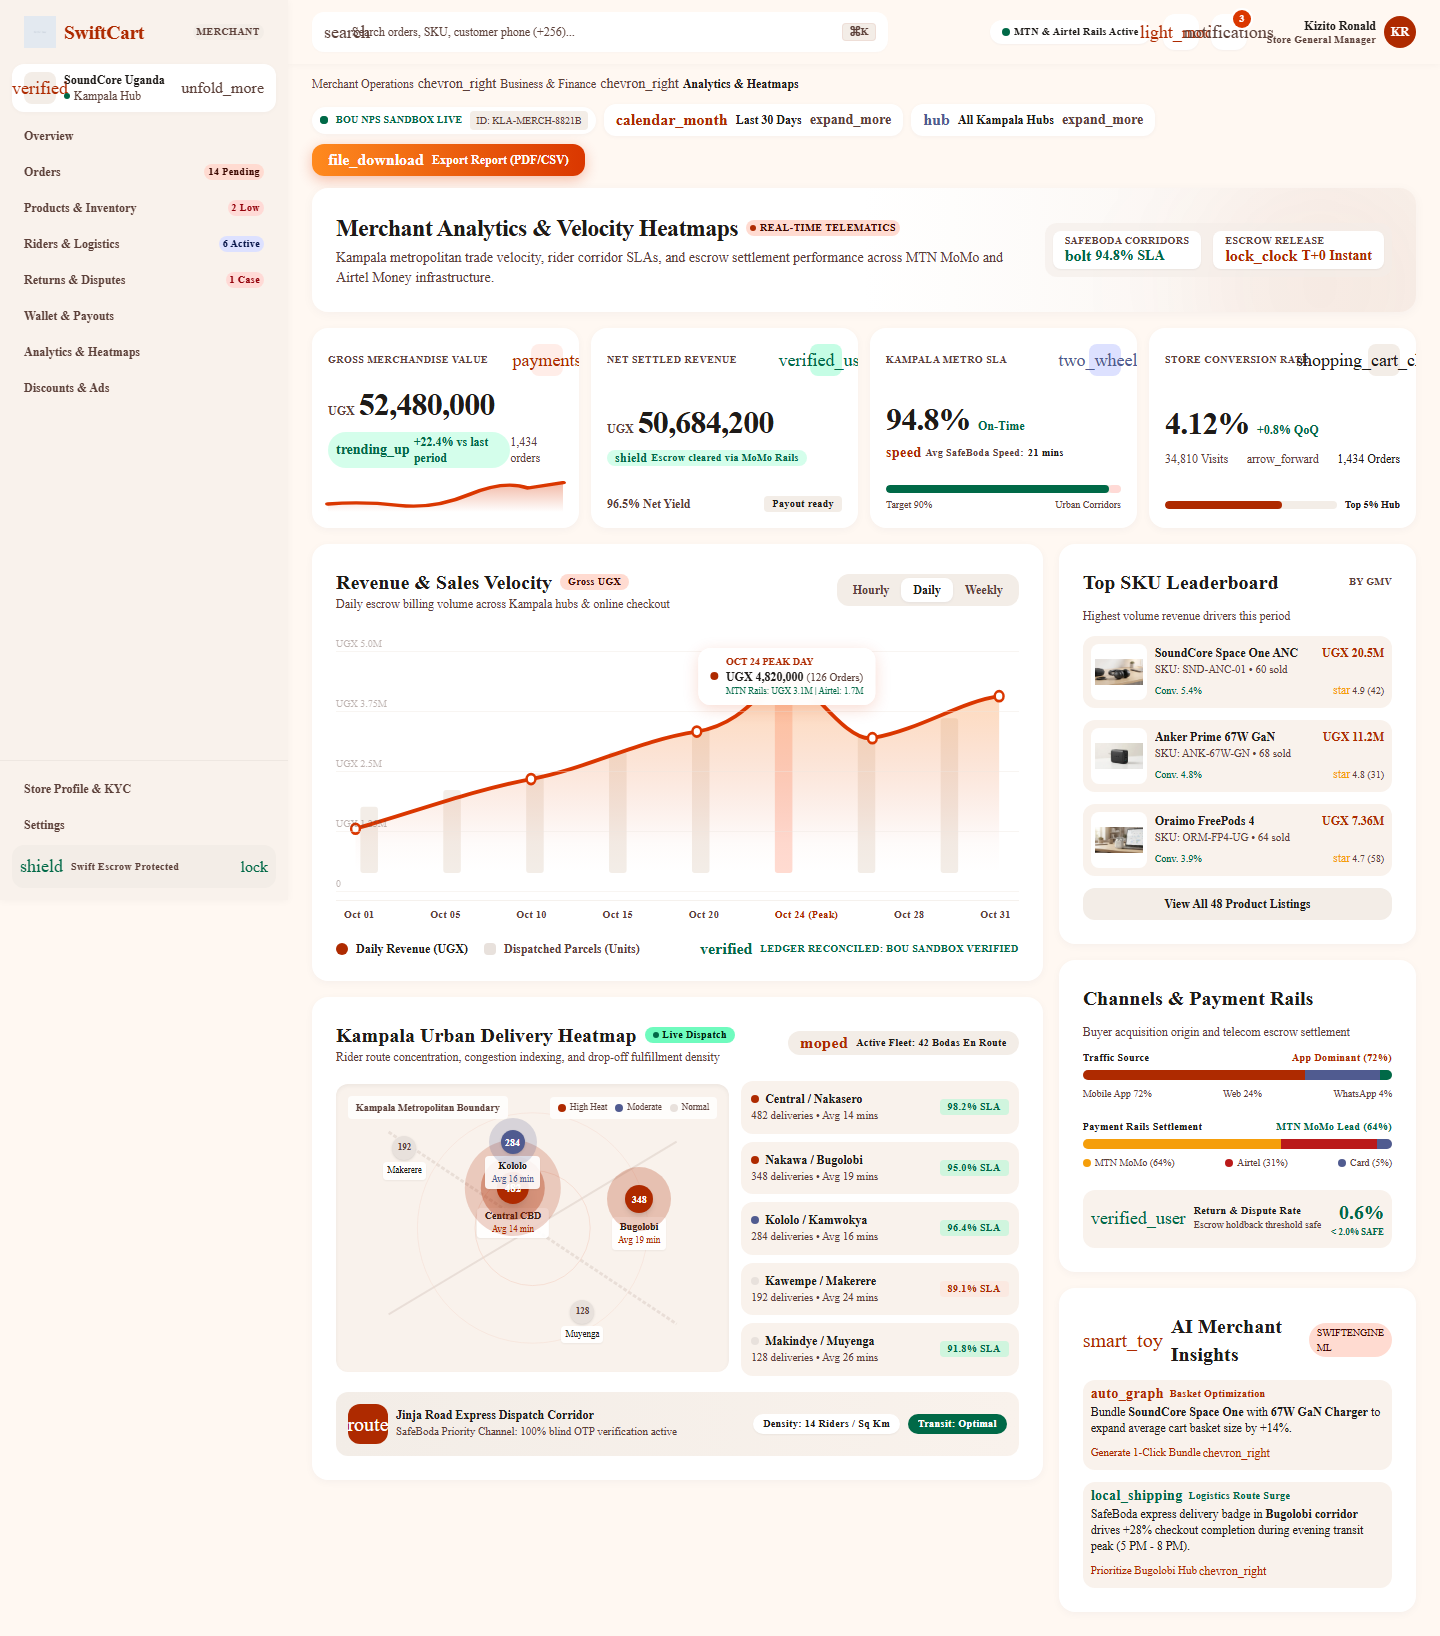 SwiftCart
MERCHANT
verified
SoundCore Uganda
Kampala Hub
unfold_more
Overview
Orders
14 Pending
Products & Inventory
2 Low
Riders & Logistics
6 Active
Returns & Disputes
1 Case
Wallet & Payouts
Analytics & Heatmaps
Discounts & Ads
Store Profile & KYC
Settings
shield Swift Escrow Protected lock
search
Search orders, SKU, customer phone (+256)...
⌘K
MTN & Airtel Rails Active
3
Kizito Ronald
Store General Manager
KR
Merchant Operations chevron_right Business & Finance chevron_right Analytics & Heatmaps
BOU NPS SANDBOX LIVE ID: KLA-MERCH-8821B
calendar_month Last 30 Days expand_more
hub All Kampala Hubs expand_more
file_download Export Report (PDF/CSV)
Merchant Analytics & Velocity Heatmaps
REAL-TIME TELEMATICS
Kampala metropolitan trade velocity, rider corridor SLAs, and escrow settlement performance across MTN MoMo and
Airtel Money infrastructure.
SAFEBODA CORRIDORS
bolt 94.8% SLA
ESCROW RELEASE
lock_clock T+0 Instant
GROSS MERCHANDISE VALUE
payments
UGX 52,480,000
trending_up +22.4% vs last period
1,434 orders
NET SETTLED REVENUE
verified_us
UGX 50,684,200
shield Escrow cleared via MoMo Rails
96.5% Net Yield
Payout ready
KAMPALA METRO SLA
two_wheel
94.8% On-Time
speed Avg SafeBoda Speed: 21 mins
Target 90%
Urban Corridors
STORE CONVERSION
shopping_cart_c
4.12% +0.8% QoQ
34,810 Visits arrow_forward 1,434 Orders
Top 5% Hub
Revenue & Sales Velocity
Gross UGX
Daily escrow billing volume across Kampala hubs & online checkout
Hourly
Daily
Weekly
UGX 5.0M
UGX 3.75M
UGX 2.5M
UGX
0
OCT 24 PEAK DAY
UGX 4,820,000 (126 Orders)
MTN Rails: UGX 3.1M | Airtel: 1.7M
Oct 01
Oct 05
Oct 10
Oct 15
Oct 20
Oct 24 (Peak)
Oct 28
Oct 31
Daily Revenue (UGX)
Dispatched Parcels (Units)
verified LEDGER RECONCILED: BOU SANDBOX VERIFIED
Kampala Urban Delivery Heatmap
Live Dispatch
Rider route concentration, congestion indexing, and drop-off fulfillment density
moped Active Fleet: 42 Bodas En Route
Kampala Metropolitan Boundary
High Heat
Moderate
Normal
192
Makerere
284
Kololo
Avg 16 min
Central CBD
Avg 14 min
348
Bugolobi
Avg 19 min
128
Muyenga
Central / Nakasero
482 deliveries • Avg 14 mins
98.2% SLA
Nakawa / Bugolobi
348 deliveries • Avg 19 mins
95.0% SLA
Kololo / Kamwokya
284 deliveries • Avg 16 mins
96.4% SLA
Kawempe / Makerere
192 deliveries • Avg 24 mins
89.1% SLA
Makindye / Muyenga
128 deliveries • Avg 26 mins
91.8% SLA
route
Jinja Road Express Dispatch Corridor
SafeBoda Priority Channel: 100% blind OTP verification active
Density: 14 Riders / Sq Km
Transit: Optimal
Top SKU Leaderboard
BY GMV
Highest volume revenue drivers this period
SoundCore Space One ANC
UGX 20.5M
SKU: SND-ANC-01 • 60 sold
Conv. 5.4%
star 4.9 (42)
Anker Prime 67W GaN
UGX 11.2M
SKU: ANK-67W-GN • 68 sold
Conv. 4.8%
star 4.8 (31)
Oraimo FreePods 4
UGX 7.36M
SKU: ORM-FP4-UG • 64 sold
Conv. 3.9%
star 4.7 (58)
View All 48 Product Listings
Channels & Payment Rails
Buyer acquisition origin and telecom escrow settlement
Traffic Source
App Dominant (72%)
Mobile App 72%
Web 24%
WhatsApp 4%
Payment Rails Settlement
MTN MoMo Lead (64%)
MTN MoMo (64%)
Airtel (31%)
Card (5%)
verified_user
Return & Dispute Rate
Escrow holdback threshold safe
0.6%
< 2.0% SAFE
smart_toy
AI Merchant Insights
SWIFTENGINE ML
auto_graph Basket Optimization
Bundle SoundCore Space One with 67W GaN Charger to
expand average cart basket size by +14%.
Generate 1-Click Bundle chevron_right
local_shipping Logistics Route Surge
SafeBoda express delivery badge in Bugolobi corridor
drives +28% checkout completion during evening transit
peak (5 PM - 8 PM).
Prioritize Bugolobi Hub chevron_right